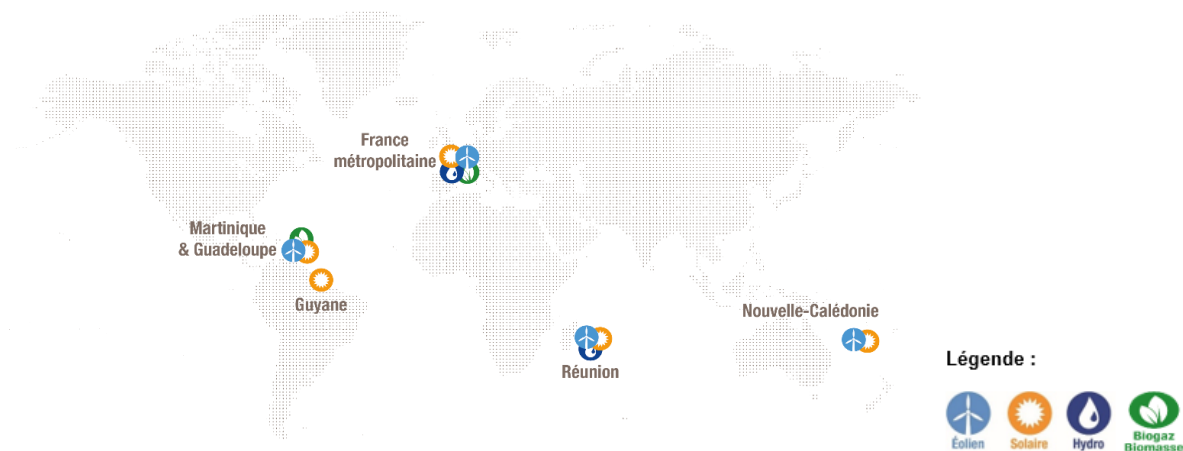 France
métropolitaine
Martinique
& Guadeloupe
Guyane
Nouvelle-Calédonie
Réunion
Légende :
Éolien
Solaire
Hydro
Biogaz
Biomasse